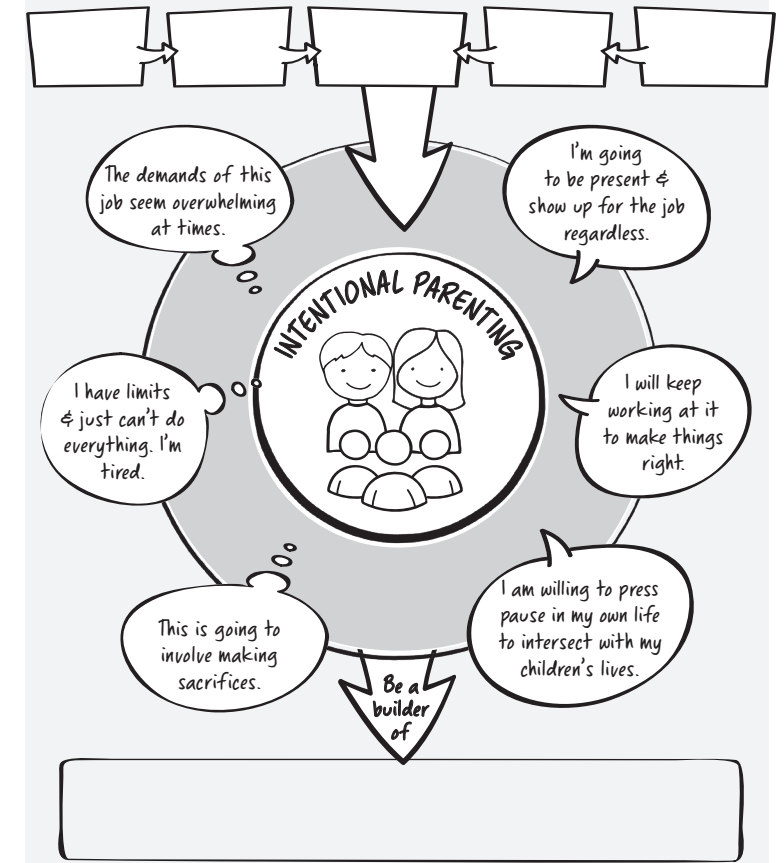 The demands of this
job seem overwhelming
at times.
I'm going
to be present &
show up for the job
regardless.
INTENTIONAL PARENTING
I have limits
& just can't do
everything. I'm
tired.
I will keep
working at it
to make things
right.
This is going to
involve making
sacrifices.
I am willing to press
pause in my own life
to intersect with my
children's lives.
Be a
builder
of